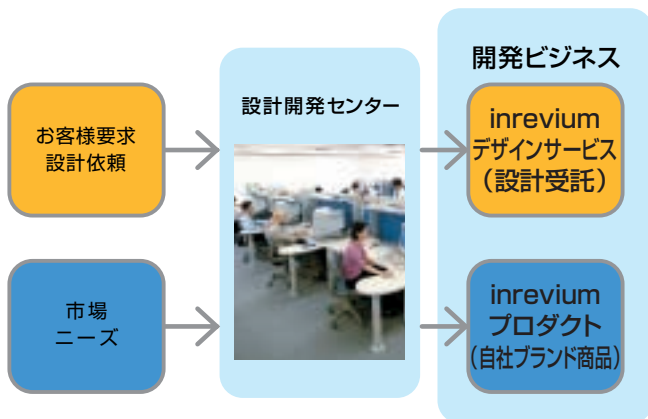 お客様要求
設計依頼
市場
ニーズ
設計開発センター
開発ビジネス
inrevium
デザインサービス
（設計受託）
inrevium
プロダクト
（自社ブランド商品）